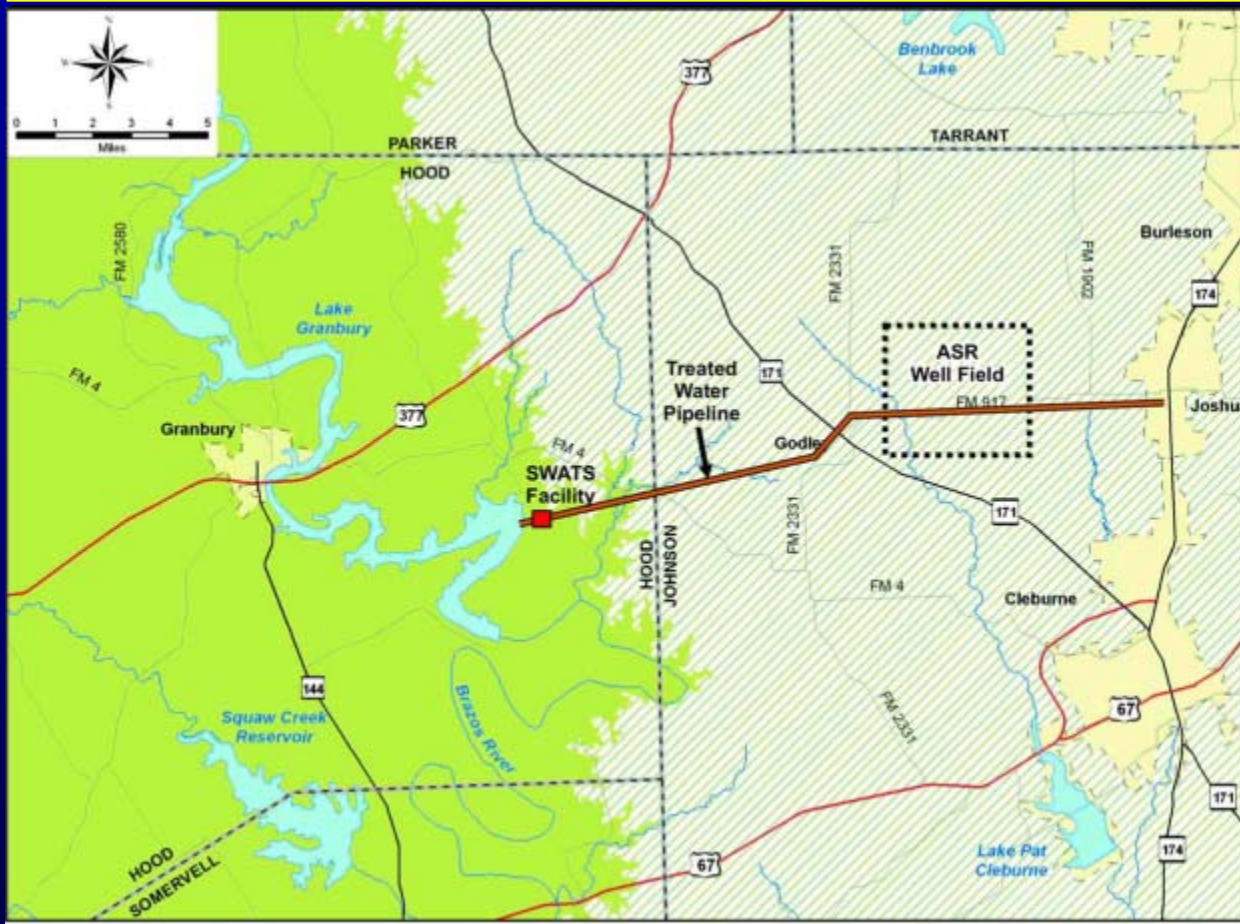 N
W
S
0 1 2 3 4 5
Miles
377
Benbrook
Lake
PARKER
TARRANT
HOOD
FM 2580
FM 2331
FM 1902
Burleson
174
Lake
Granbury
ASR
Well Field
171
Treated
Water
Pipeline
FM 4
377
FM 917
Joshu
Granbury
FM 4
Godle
SWATS
Facility
171
FM 2331
HOOD
JOHNSON
FM 4
Cleburne
144
Brazos River
Squaw Creek
Reservoir
FM 2331
67
171
HOOD
SOMERVELL
67
Lake Pat
Cleburne
174